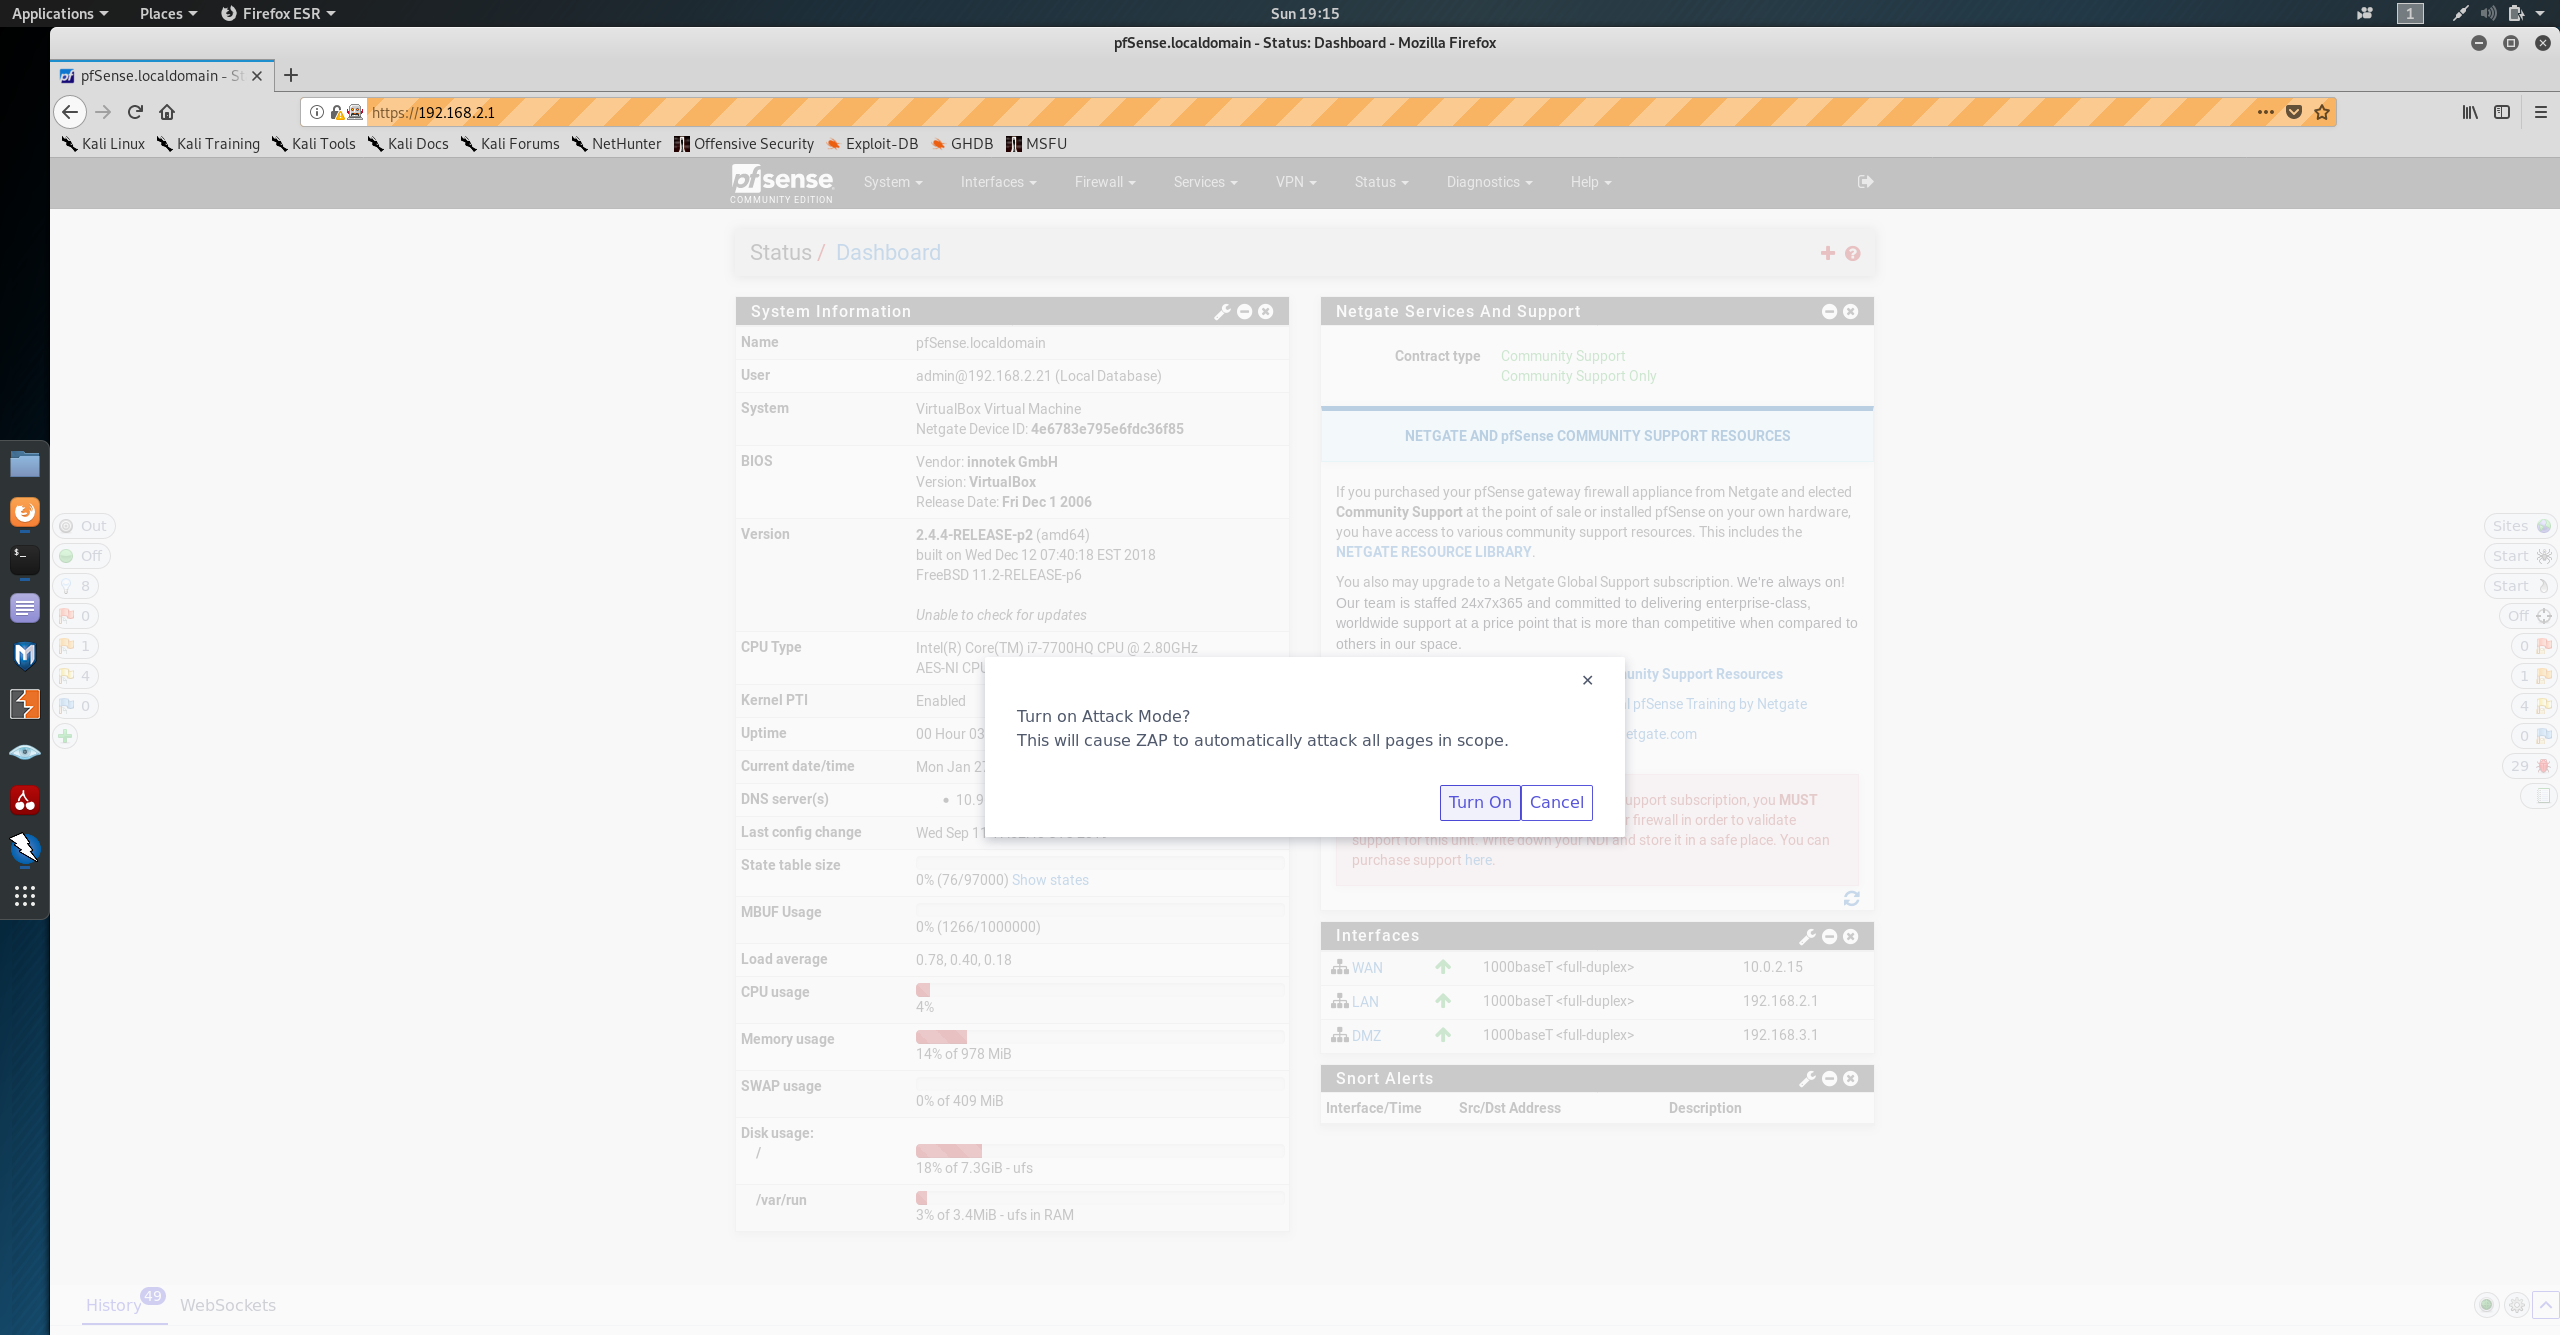 Applications Places Firefox ESR Sun 19:15 1
pfSense.localdomain - Status: Dashboard - Mozilla Firefox
pfSense.localdomain - St
https://192.168.2.1
Kali Linux Kali Training Kali Tools Kali Docs Kali Forums NetHunter Offensive Security Exploit-DB GHDB MSFU
pfsense System Interfaces Firewall Services VPN Status Diagnostics Help
COMMUNITY EDITION
Status / Dashboard
System Information
Name pfSense.localdomain
User admin@192.168.2.21 (Local Database)
System VirtualBox Virtual Machine
Netgate Device ID: 4e6783e795e6fdc36f85
BIOS Vendor: innotek GmbH
Version: VirtualBox
Release Date: Fri Dec 1 2006
Version 2.4.4-RELEASE-p2 (amd64)
built on Wed Dec 12 07:40:18 EST 2018
FreeBSD 11.2-RELEASE-p6
Unable to check for updates
CPU Type Intel(R) Core(TM) i7-7700HQ CPU @ 2.80GHz
AES-NI CPU
Kernel PTI Enabled
Uptime 00 Hour 03
Current date/time Mon Jan 27
DNS server(s) 10.9
Last config change Wed Sep 11
State table size
0% (76/97000) Show states
MBUF Usage
0% (1266/1000000)
Load average 0.78, 0.40, 0.18
CPU usage
4%
Memory usage
14% of 978 MiB
SWAP usage
0% of 409 MiB
Disk usage:
/
18% of 7.3GiB - ufs
/var/run
3% of 3.4MiB - ufs in RAM
Netgate Services And Support
Contract type Community Support
Community Support Only
NETGATE AND pfSense COMMUNITY SUPPORT RESOURCES
If you purchased your pfSense gateway firewall appliance from Netgate and elected
Community Support at the point of sale or installed pfSense on your own hardware,
you have access to various community support resources. This includes the
NETGATE RESOURCE LIBRARY.
You also may upgrade to a Netgate Global Support subscription. We're always on!
Our team is staffed 24x7x365 and committed to delivering enterprise-class,
worldwide support at a price point that is more than competitive when compared to
others in our space.
Support Resources
pfSense Training by Netgate
support subscription, you MUST
firewall in order to validate
support for this unit. Write down your NDI and store it in a safe place. You can
purchase support here.
Interfaces
WAN 1000baseT <full-duplex> 10.0.2.15
LAN 1000baseT <full-duplex> 192.168.2.1
DMZ 1000baseT <full-duplex> 192.168.3.1
Snort Alerts
Interface/Time Src/Dst Address Description
Turn on Attack Mode?
This will cause ZAP to automatically attack all pages in scope.
Turn On Cancel
Out
Off
8
0
1
4
0
Sites
Start
Start
Off
0
1
4
0
29
History 49 WebSockets